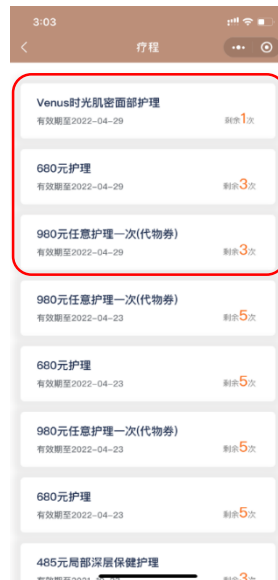 3:03
疗程
Venus时光肌密面部护理
有效期至2022-04-29
剩余1次
680元护理
有效期至2022-04-29
剩余3次
980元任意护理一次(代物券)
有效期至2022-04-29
剩余3次
980元任意护理一次(代物券)
有效期至2022-04-23
剩余5次
680元护理
有效期至2022-04-23
剩余5次
980元任意护理一次(代物券)
有效期至2022-04-23
剩余5次
680元护理
有效期至2022-04-23
剩余5次
485元局部深层保健护理
剩余3次